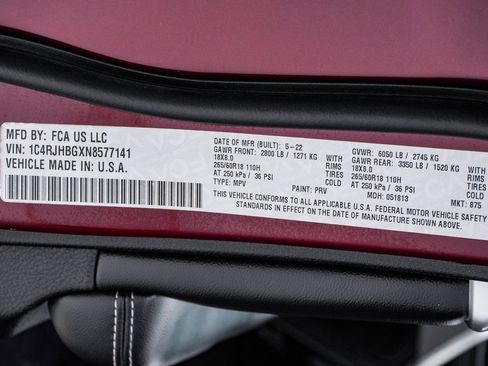 MFD BY: FCA US LLC
VIN: 1C4RJHBGXN8577141
VEHICLE MADE IN: U.S.A.
DATE OF MFR (BUILT): 5-22 GVWR: 6050 LB / 2745 KG
GAWR FRONT: 2800 LB / 1271 KG WITH GAWR REAR: 3350 LB / 1520 KG WITH
18X8.0 RIMS 18X8.0 RIMS
265/60R18 110H TIRES 265/60R18 110H TIRES
AT 250 kPa / 36 PSI COLD AT 250 kPa / 36 PSI COLD
TYPE: MPV PAINT: PRV MDH: 051813 MKT: 875
THIS VEHICLE CONFORMS TO ALL APPLICABLE U.S.A. FEDERAL MOTOR VEHICLE SAFETY
STANDARDS IN EFFECT ON THE DATE OF MANUFACTURE SHOWN ABOVE.